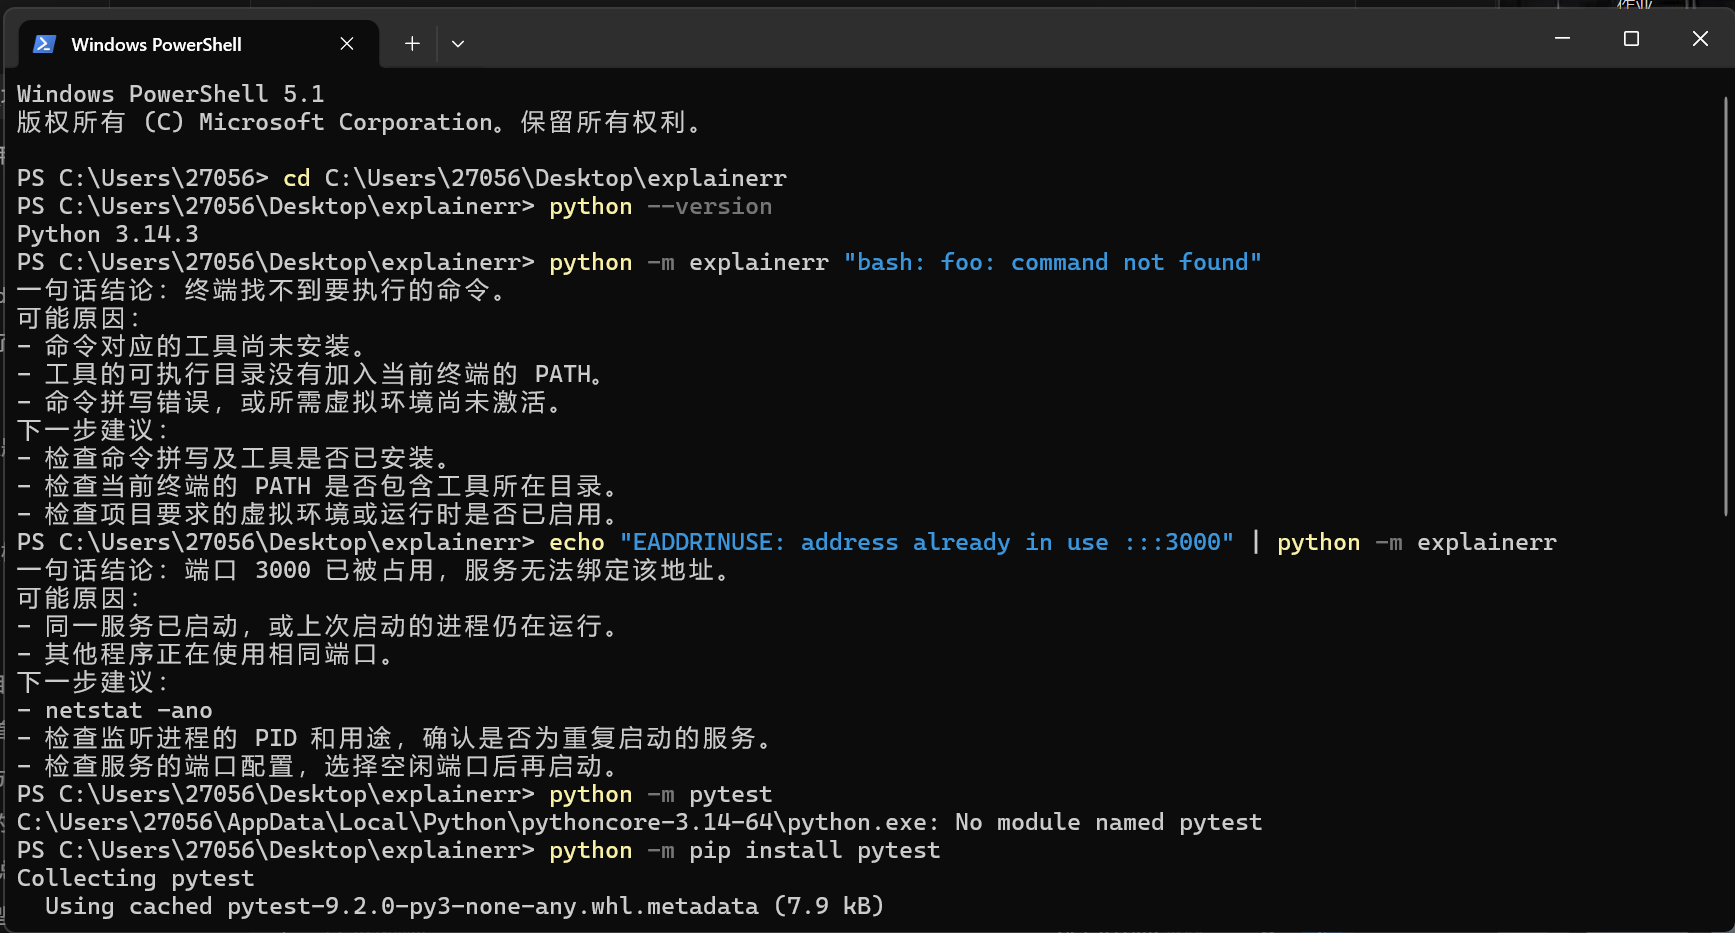 Windows PowerShell
Windows PowerShell 5.1
版权所有 (C) Microsoft Corporation。保留所有权利。
PS C:\Users\27056> cd C:\Users\27056\Desktop\explainerr
PS C:\Users\27056\Desktop\explainerr> python --version
Python 3.14.3
PS C:\Users\27056\Desktop\explainerr> python -m explainerr "bash: foo: command not found"
一句话结论：终端找不到要执行的命令。
可能原因：
- 命令对应的工具尚未安装。
- 工具的可执行目录没有加入当前终端的 PATH。
- 命令拼写错误，或所需虚拟环境尚未激活。
下一步建议：
- 检查命令拼写及工具是否已安装。
- 检查当前终端的 PATH 是否包含工具所在目录。
- 检查项目要求的虚拟环境或运行时是否已启用。
PS C:\Users\27056\Desktop\explainerr> echo "EADDRINUSE: address already in use :::3000" | python -m explainerr
一句话结论：端口 3000 已被占用，服务无法绑定该地址。
可能原因：
- 同一服务已启动，或上次启动的进程仍在运行。
- 其他程序正在使用相同端口。
下一步建议：
- netstat -ano
- 检查监听进程的 PID 和用途，确认是否为重复启动的服务。
- 检查服务的端口配置，选择空闲端口后再启动。
PS C:\Users\27056\Desktop\explainerr> python -m pytest
C:\Users\27056\AppData\Local\Python\pythoncore-3.14-64\python.exe: No module named pytest
PS C:\Users\27056\Desktop\explainerr> python -m pip install pytest
Collecting pytest
  Using cached pytest-9.2.0-py3-none-any.whl.metadata (7.9 kB)